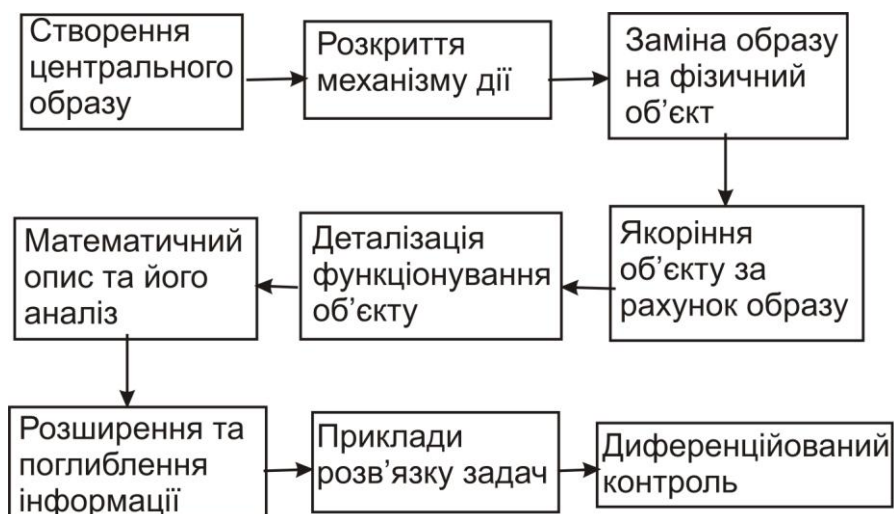 Створення
центрального
образу
Розкриття
механізму дії
Заміна образу
на фізичний
об’єкт
Якоріння
об’єкту за
рахунок образу
Деталізація
функціонування
об’єкту
Математичний
опис та його
аналіз
Розширення та
поглиблення
інформації
Приклади
розв’язку задач
Диференційований
контроль